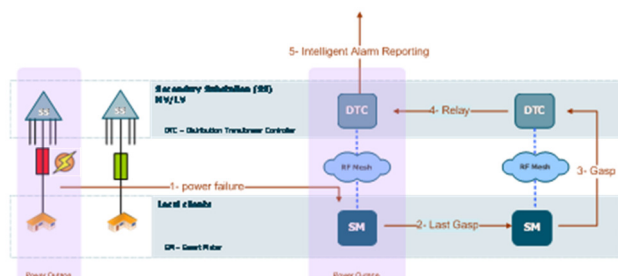 5- Intelligent Alarm Reporting
Secondary Substation (SS)
MV/LV
SS
SS
DTC
4- Relay
DTC
DTC – Distribution Transformer Controller
RF Mesh
RF Mesh
3- Gasp
1- power failure
Local clients
SM
2- Last Gasp
SM
SM – Smart Meter
Power Outage
Power Outage